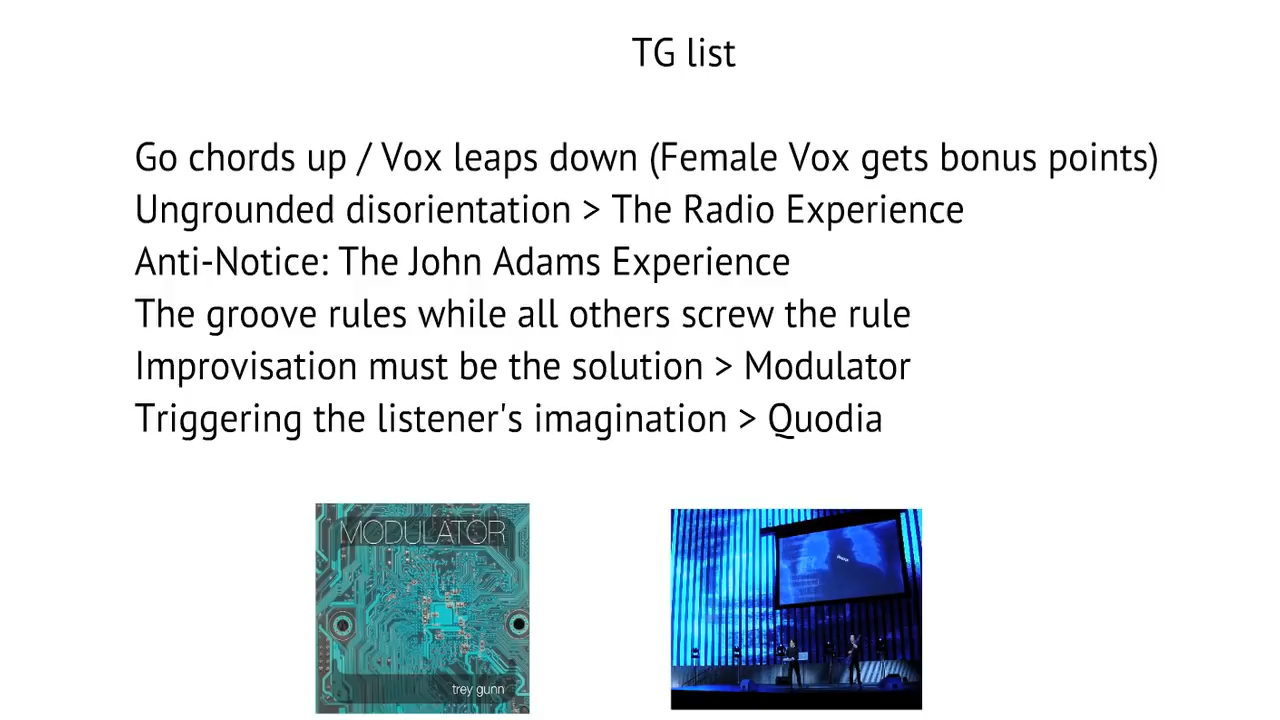 TG list
Go chords up / Vox leaps down (Female Vox gets bonus points)
Ungrounded disorientation > The Radio Experience
Anti-Notice: The John Adams Experience
The groove rules while all others screw the rule
Improvisation must be the solution > Modulator
Triggering the listener's imagination > Quodia
MODULATOR
trey gunn